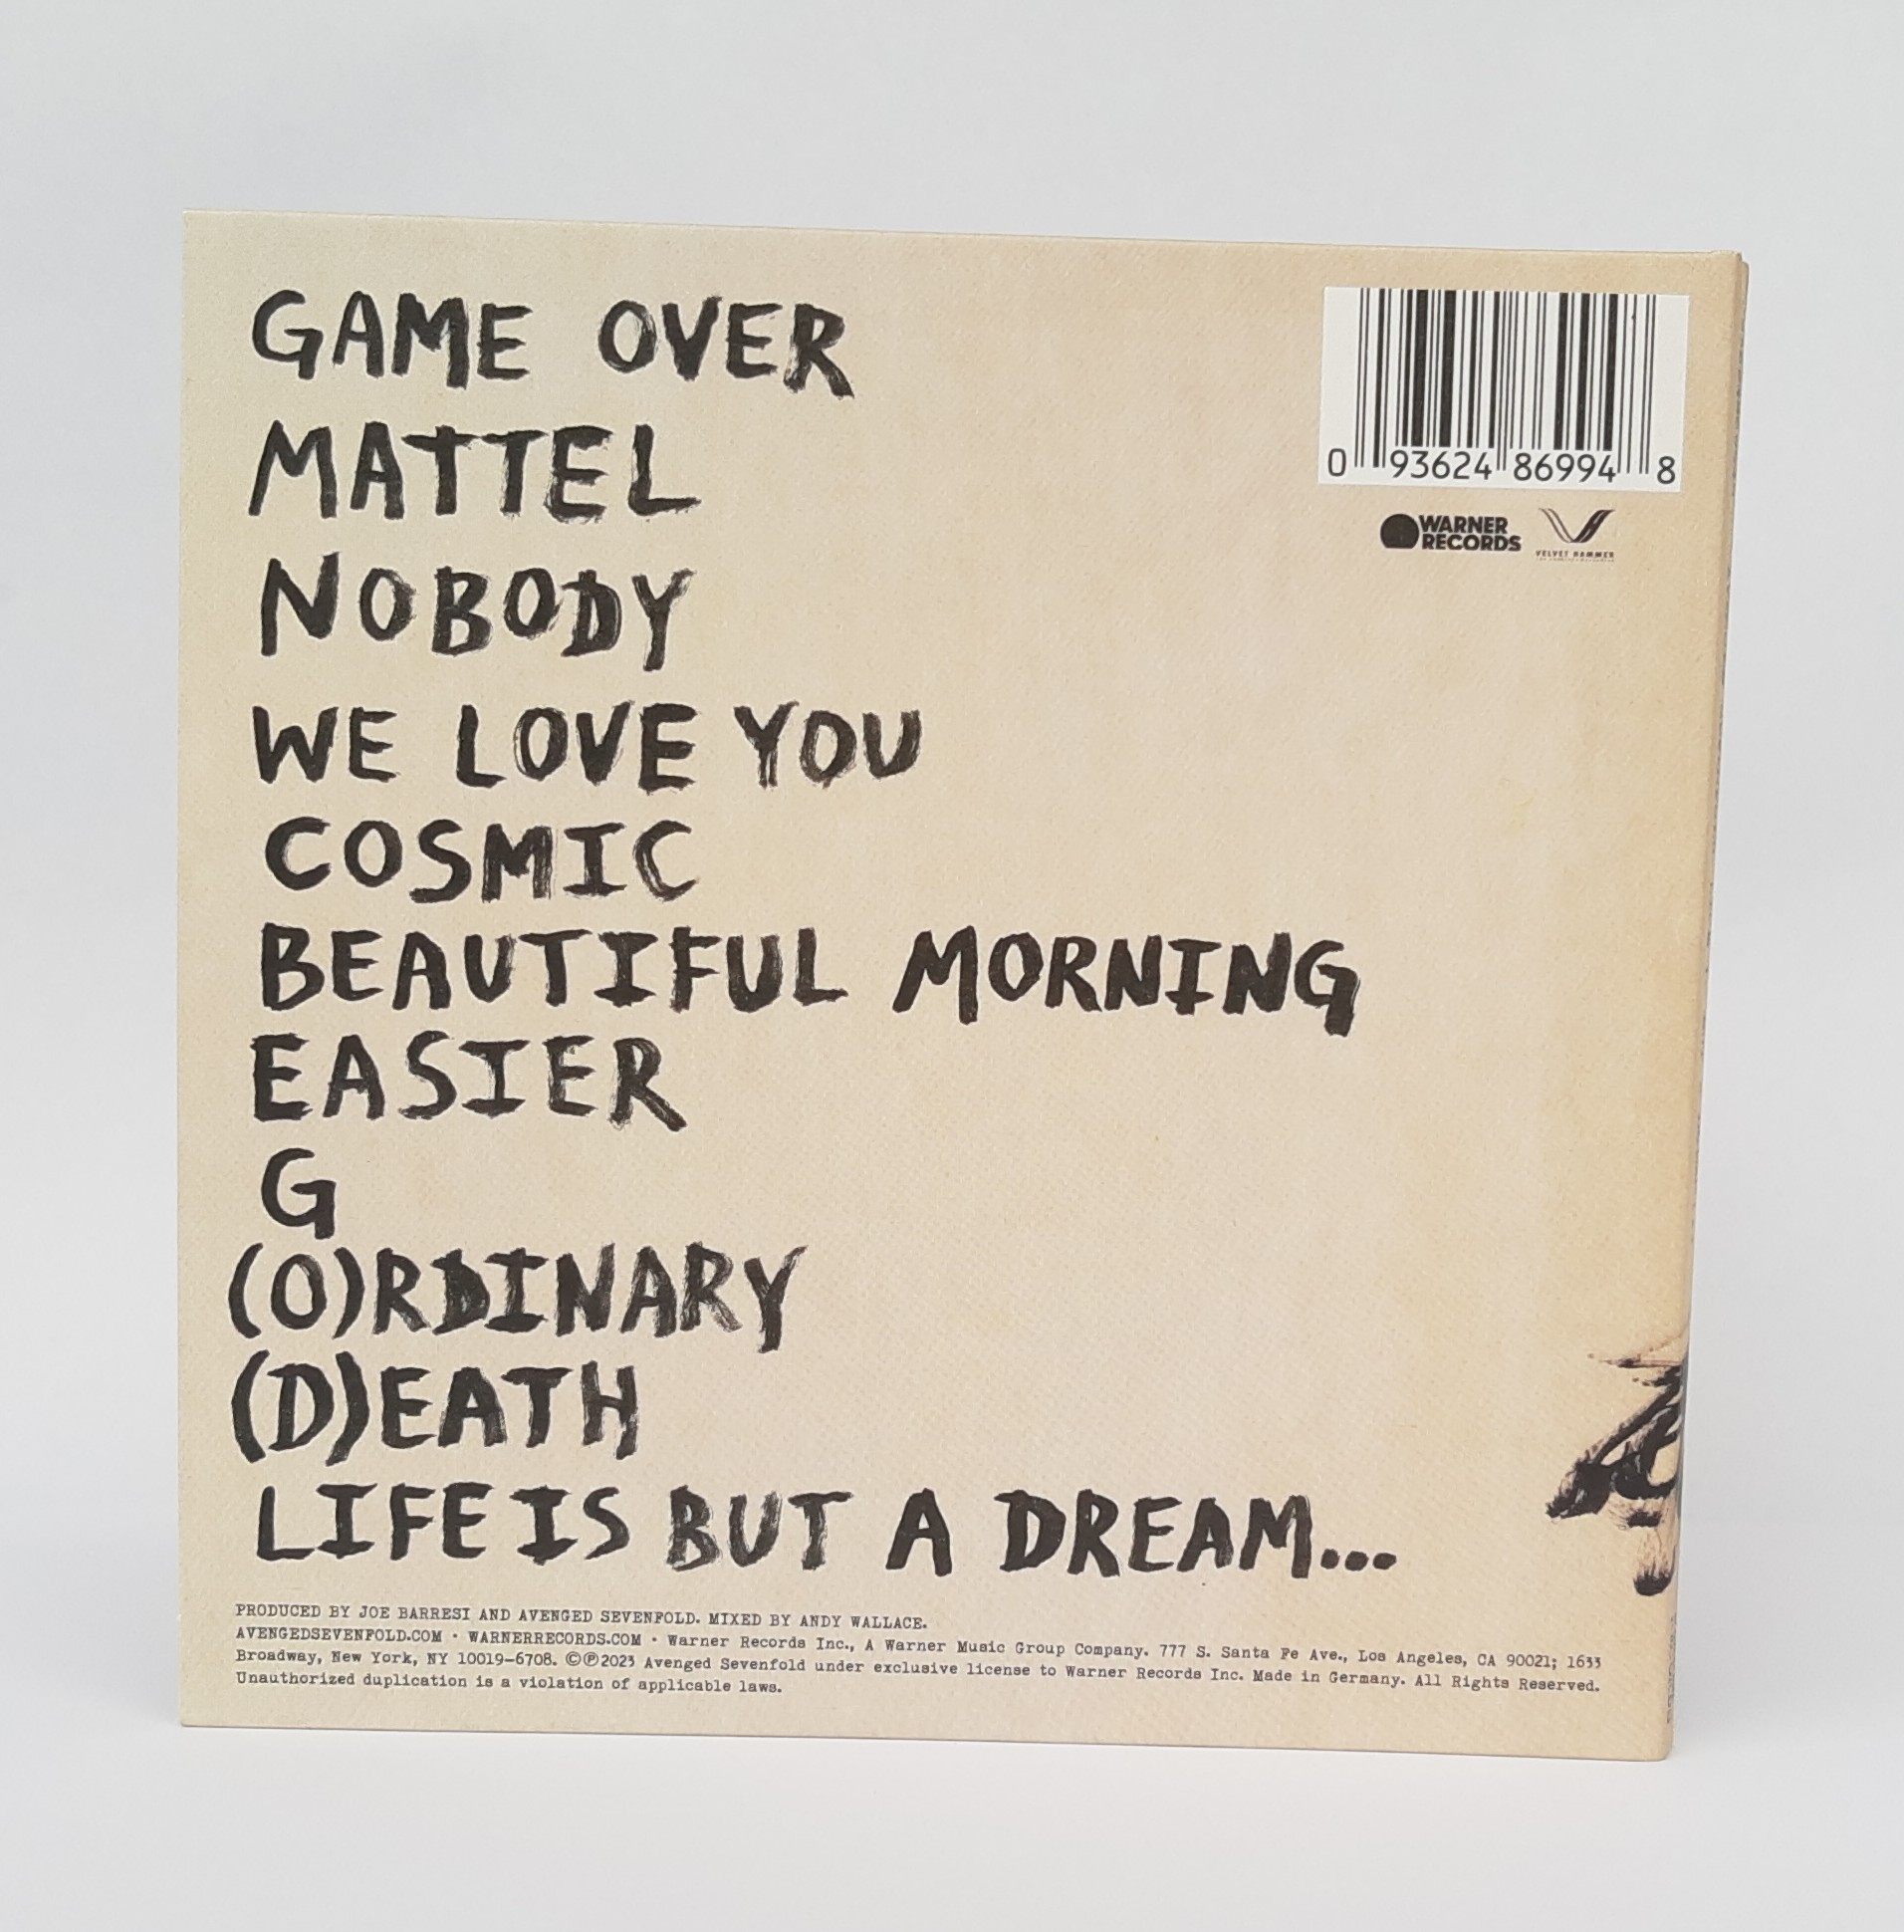 GAME OVER
MATTEL
NOBODY
WE LOVE YOU
COSMIC
BEAUTIFUL MORNING
EASIER
G
(O)RDINARY
(D)EATH
LIFE IS BUT A DREAM...
0 93624 86994 8
WARNER
RECORDS
VELVET HAMMER
PRODUCED BY JOE BARRESI AND AVENGED SEVENFOLD. MIXED BY ANDY WALLACE.
AVENGEDSEVENFOLD.COM · WARNERRECORDS.COM · Warner Records Inc., A Warner Music Group Company. 777 S. Santa Fe Ave., Los Angeles, CA 90021; 1633
Broadway, New York, NY 10019-6708. ©℗2023 Avenged Sevenfold under exclusive license to Warner Records Inc. Made in Germany. All Rights Reserved.
Unauthorized duplication is a violation of applicable laws.